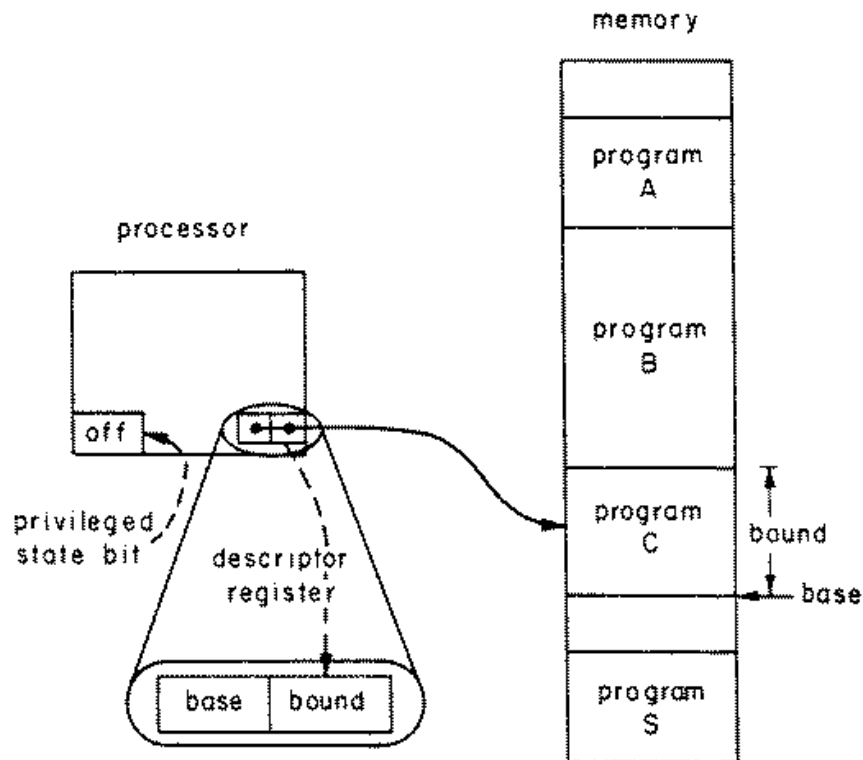 memory
program
A
processor
program
B
off
privileged
state bit
descriptor
register
program
C
bound
base
base
bound
program
S